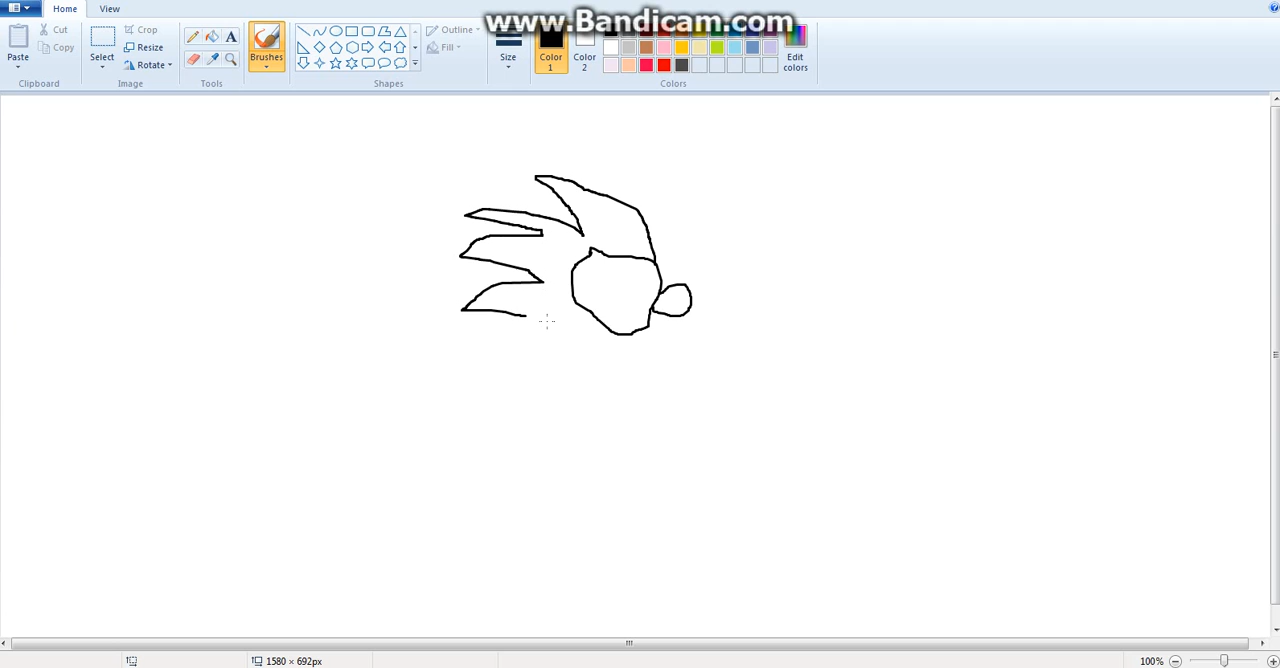 Home View
www.Bandicam.com
Paste
Cut
Copy
Clipboard
Select
Crop
Resize
Rotate
Image
A
Tools
Brushes
Outline
Fill
Shapes
Size
Color 1
Color 2
Edit colors
Colors
1580 × 692px
100%